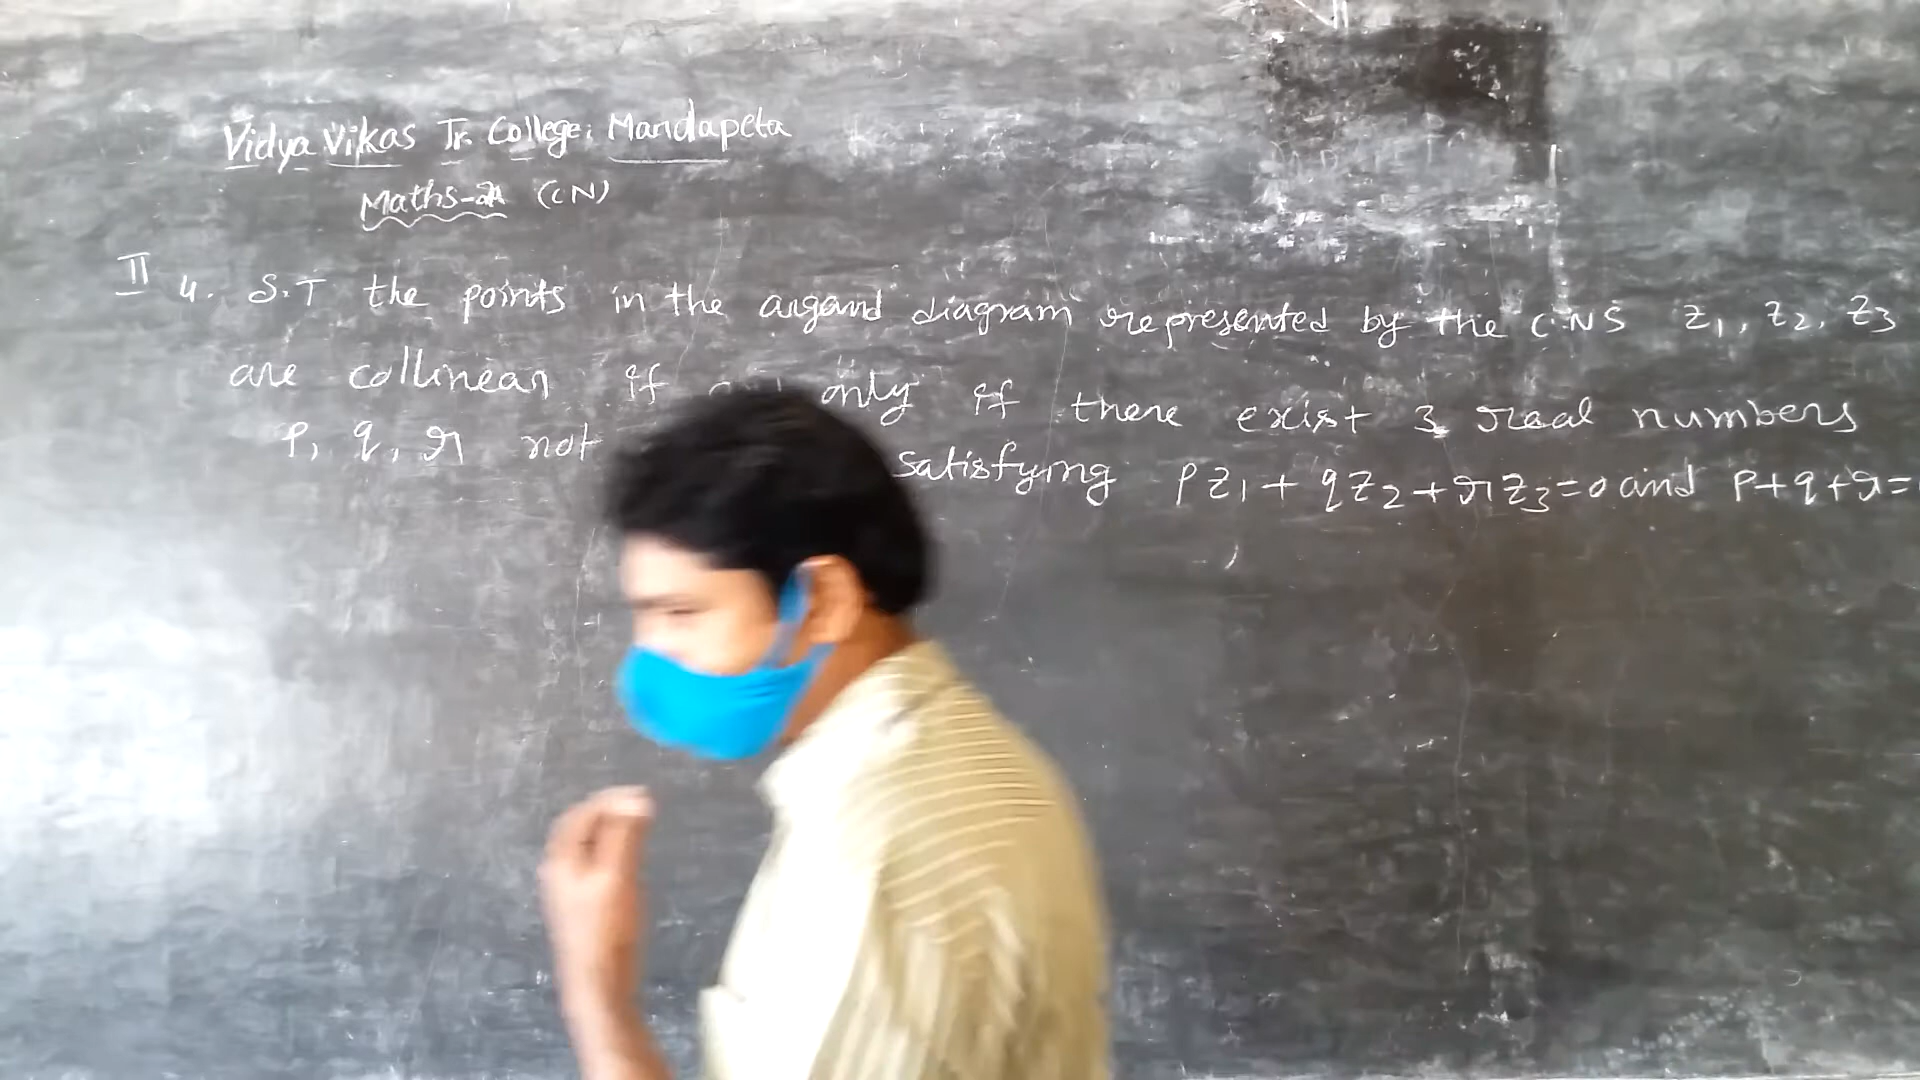 Vidya Vikas Jr. College: Mandapeta
Maths-2A (CN)
II 4. S.T the points in the argand diagram represented by the C.NS z₁, z₂, z₃
are collinear if only if there exist 3 real numbers
p, q, r not satisfying pz₁ + qz₂ + rz₃ = 0 and p+q+r=